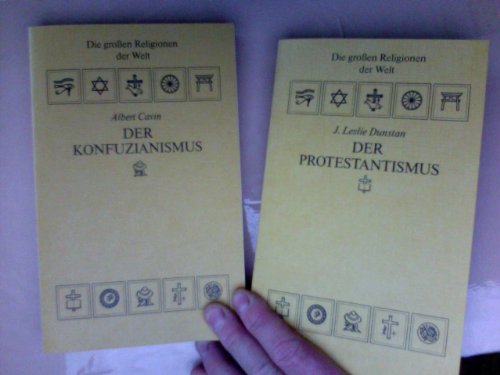 Die großen Religionen
der Welt
Albert Cavin
DER
KONFUZIANISMUS
Die großen Religionen
der Welt
J. Leslie Dunstan
DER
PROTESTANTISMUS